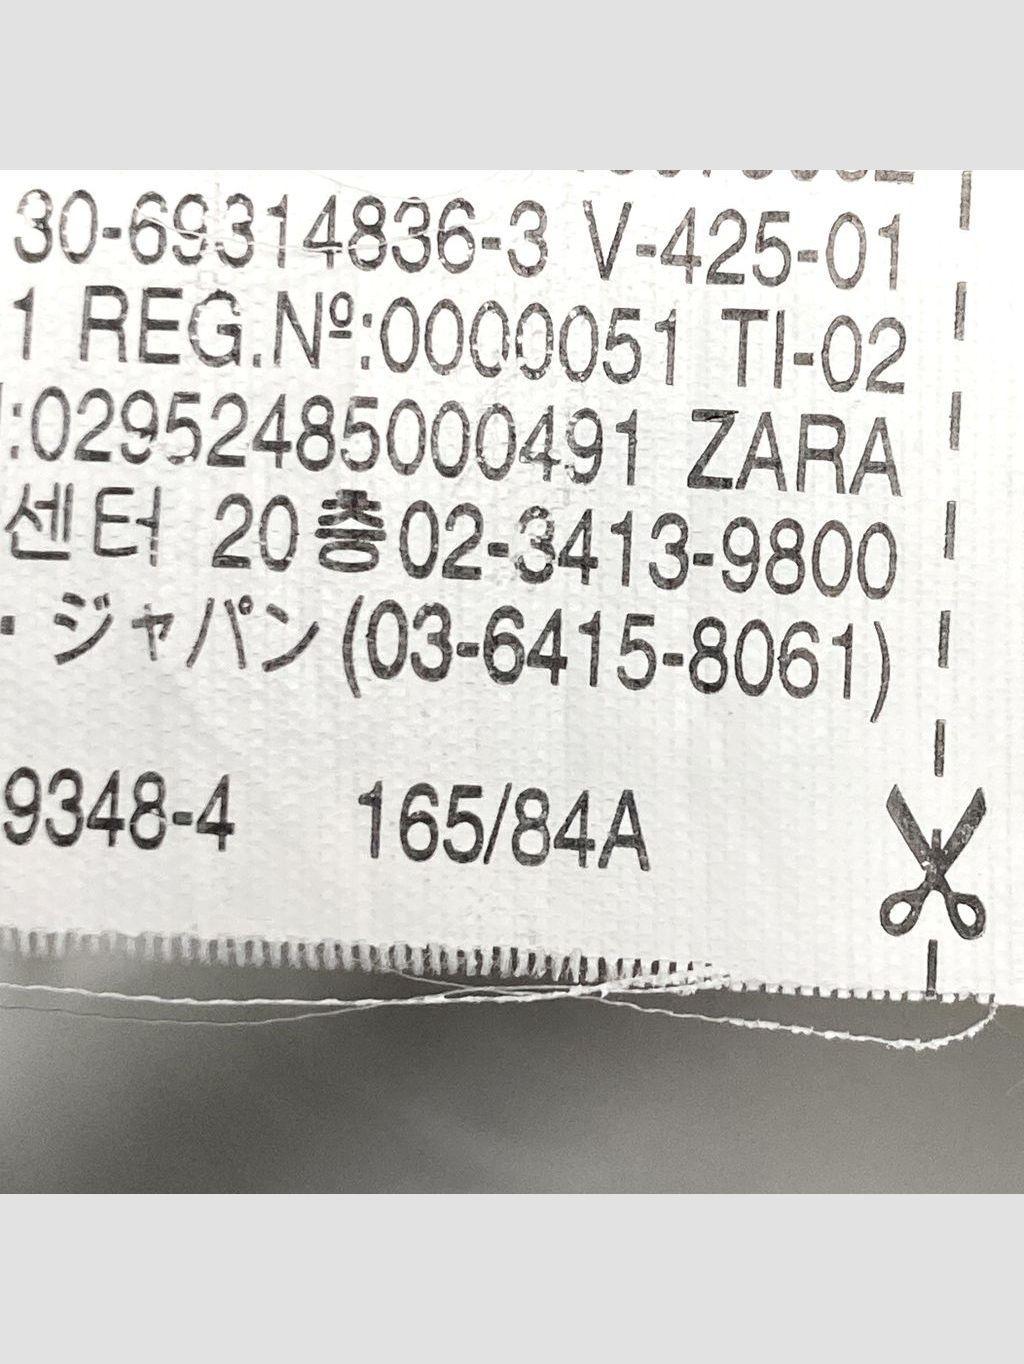 30-69314836-3 V-425-01
1 REG.Nº:0000051 TI-02
:02952485000491 ZARA
센터 20층02-3413-9800
・ジャパン(03-6415-8061)
9348-4 165/84A